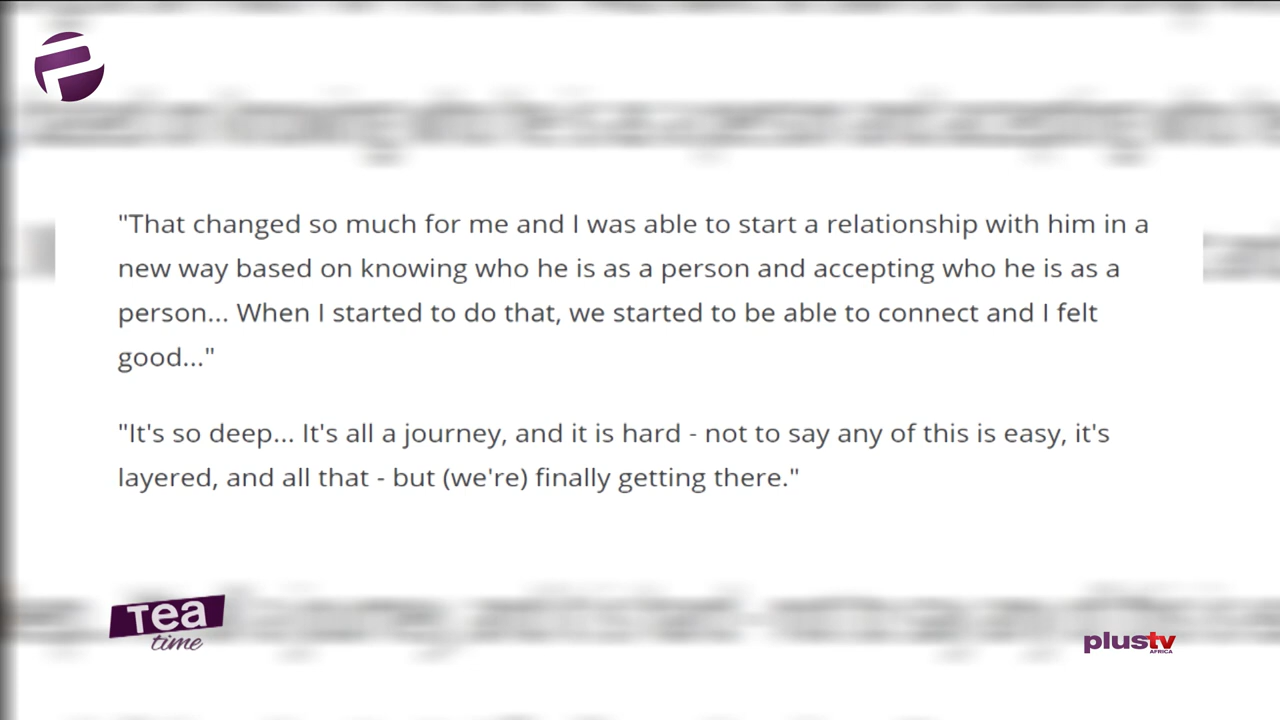 "That changed so much for me and I was able to start a relationship with him in a
new way based on knowing who he is as a person and accepting who he is as a
person... When I started to do that, we started to be able to connect and I felt
good..."
"It's so deep... It's all a journey, and it is hard - not to say any of this is easy, it's
layered, and all that - but (we're) finally getting there."
Tea
time
plustv
AFRICA